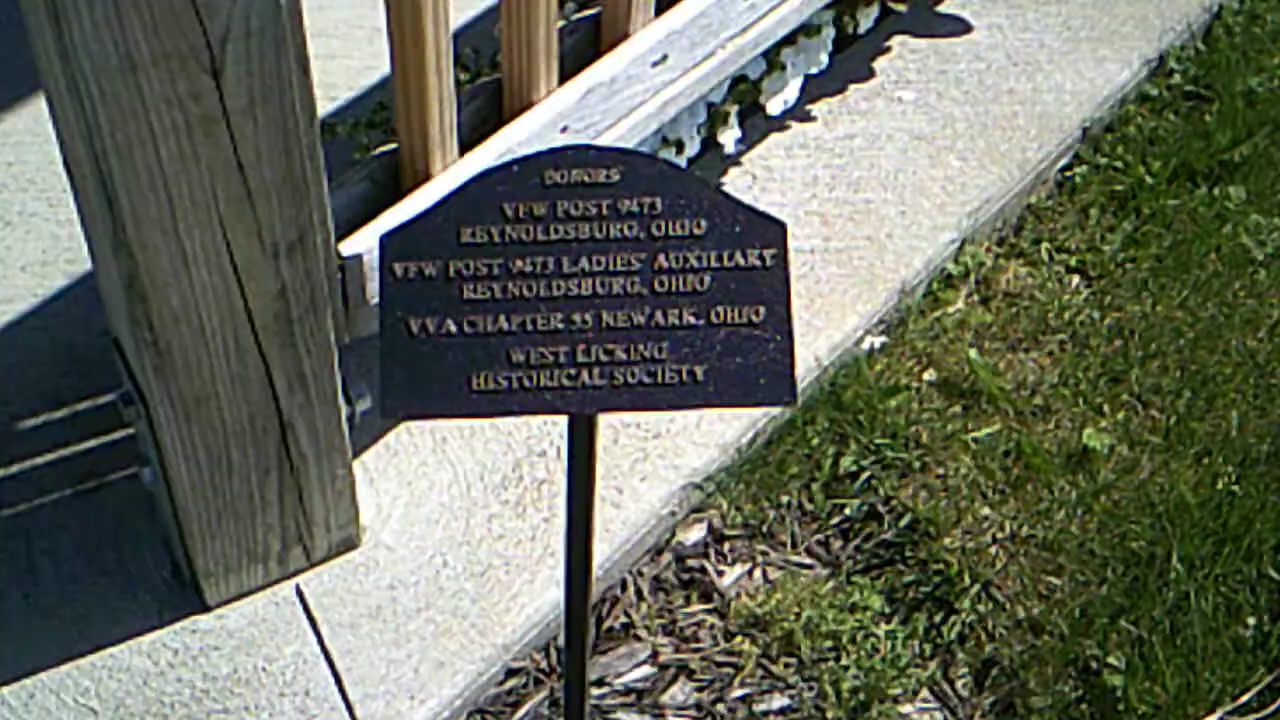 DONORS
VFW POST 9473
REYNOLDSBURG, OHIO
VFW POST 9473 LADIES' AUXILIARY
REYNOLDSBURG, OHIO
VVA CHAPTER 55 NEWARK, OHIO
WEST LICKING
HISTORICAL SOCIETY